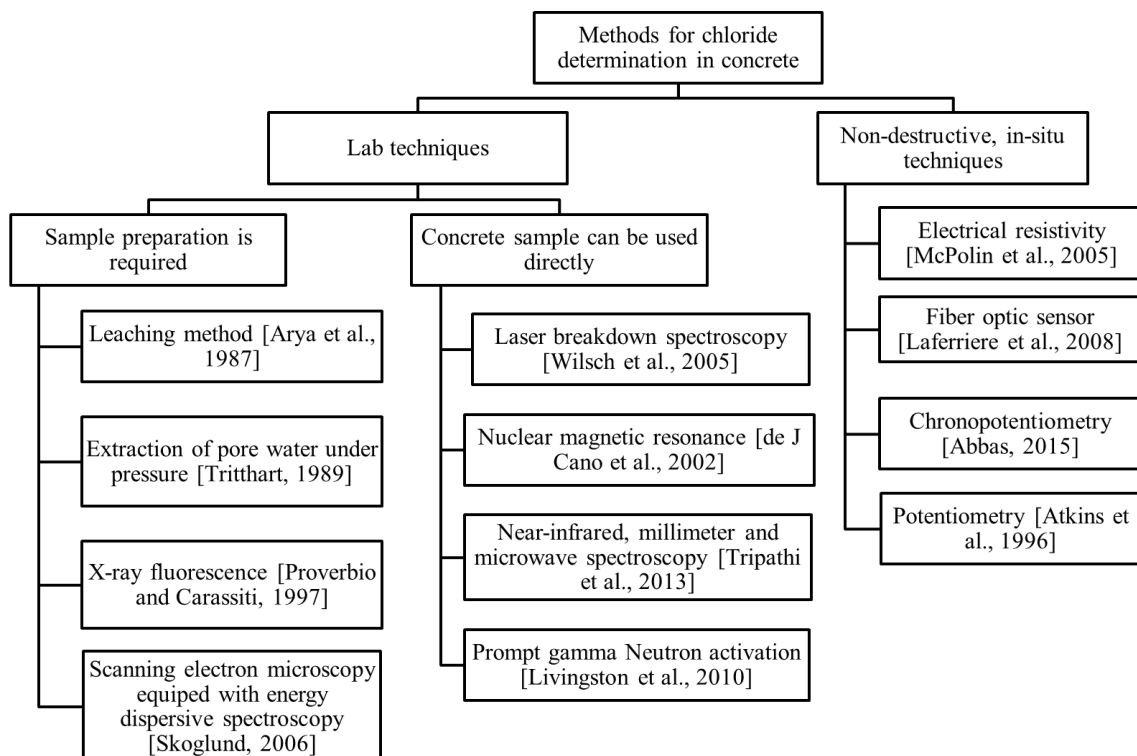 Methods for chloride
determination in concrete
Lab techniques
Non-destructive, in-situ
techniques
Sample preparation is
required
Concrete sample can be used
directly
Leaching method [Arya et al.,
1987]
Extraction of pore water under
pressure [Tritthart, 1989]
X-ray fluorescence [Proverbio
and Carassiti, 1997]
Scanning electron microscopy
equiped with energy
dispersive spectroscopy
[Skoglund, 2006]
Laser breakdown spectroscopy
[Wilsch et al., 2005]
Nuclear magnetic resonance [de J
Cano et al., 2002]
Near-infrared, millimeter and
microwave spectroscopy [Tripathi
et al., 2013]
Prompt gamma Neutron activation
[Livingston et al., 2010]
Electrical resistivity
[McPolin et al., 2005]
Fiber optic sensor
[Laferriere et al., 2008]
Chronopotentiometry
[Abbas, 2015]
Potentiometry [Atkins et
al., 1996]